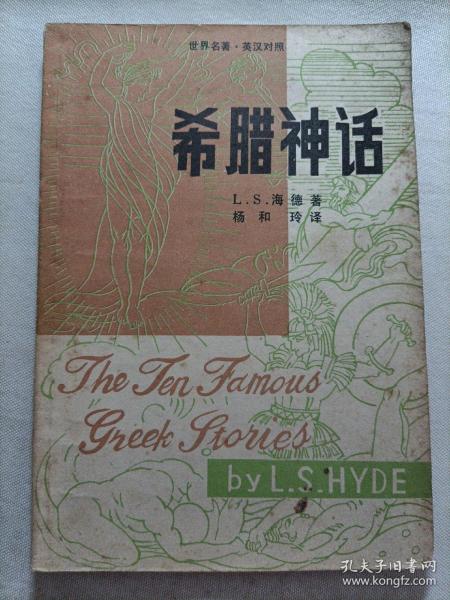 世界名著·英汉对照
希腊神话
L.S.海德著
杨和玲译
The Ten Famous
Greek Stories
by L.S.HYDE
孔夫子旧书网
www.kongfz.com